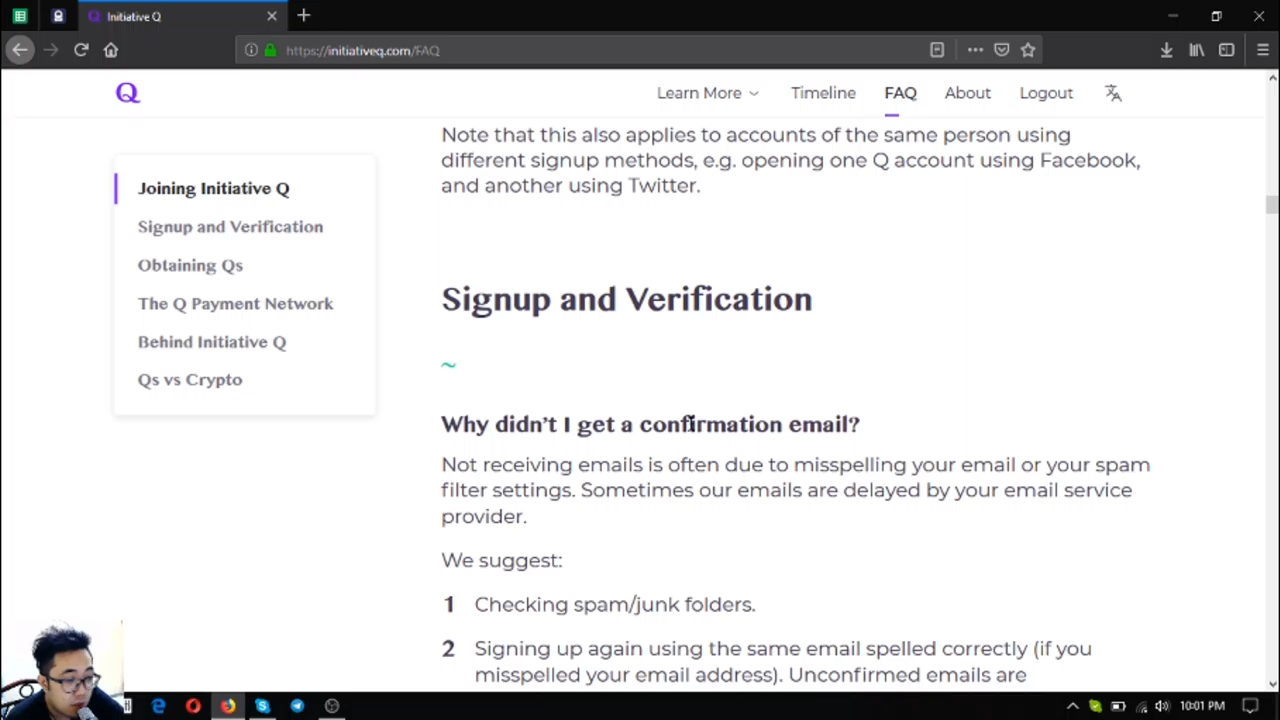 Initiative Q
https://initiativeq.com/FAQ
Q
Learn More
Timeline
FAQ
About
Logout
Note that this also applies to accounts of the same person using
different signup methods, e.g. opening one Q account using Facebook,
and another using Twitter.
Joining Initiative Q
Signup and Verification
Obtaining Qs
The Q Payment Network
Behind Initiative Q
Qs vs Crypto
Signup and Verification
~
Why didn't I get a confirmation email?
Not receiving emails is often due to misspelling your email or your spam
filter settings. Sometimes our emails are delayed by your email service
provider.
We suggest:
1 Checking spam/junk folders.
2 Signing up again using the same email spelled correctly (if you
misspelled your email address). Unconfirmed emails are
10:01 PM